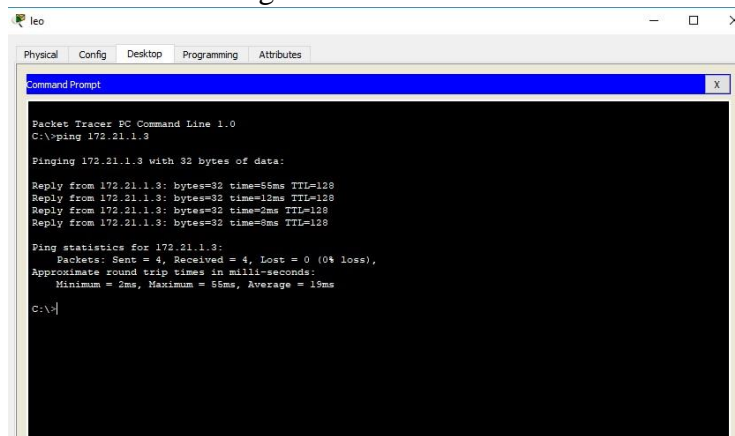 leo
Physical Config Desktop Programming Attributes
Command Prompt X
Packet Tracer PC Command Line 1.0
C:\>ping 172.21.1.3
Pinging 172.21.1.3 with 32 bytes of data:
Reply from 172.21.1.3: bytes=32 time=55ms TTL=128
Reply from 172.21.1.3: bytes=32 time=12ms TTL=128
Reply from 172.21.1.3: bytes=32 time=2ms TTL=128
Reply from 172.21.1.3: bytes=32 time=8ms TTL=128
Ping statistics for 172.21.1.3:
Packets: Sent = 4, Received = 4, Lost = 0 (0% loss),
Approximate round trip times in milli-seconds:
Minimum = 2ms, Maximum = 55ms, Average = 19ms
C:\>